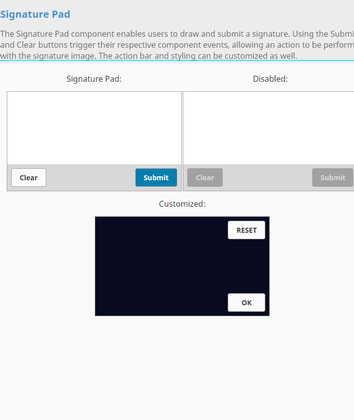 Signature Pad
The Signature Pad component enables users to draw and submit a signature. Using the Submi
and Clear buttons trigger their respective component events, allowing an action to be perform
with the signature image. The action bar and styling can be customized as well.
Signature Pad: Disabled:
Clear Submit Clear Submit
Customized:
RESET
OK